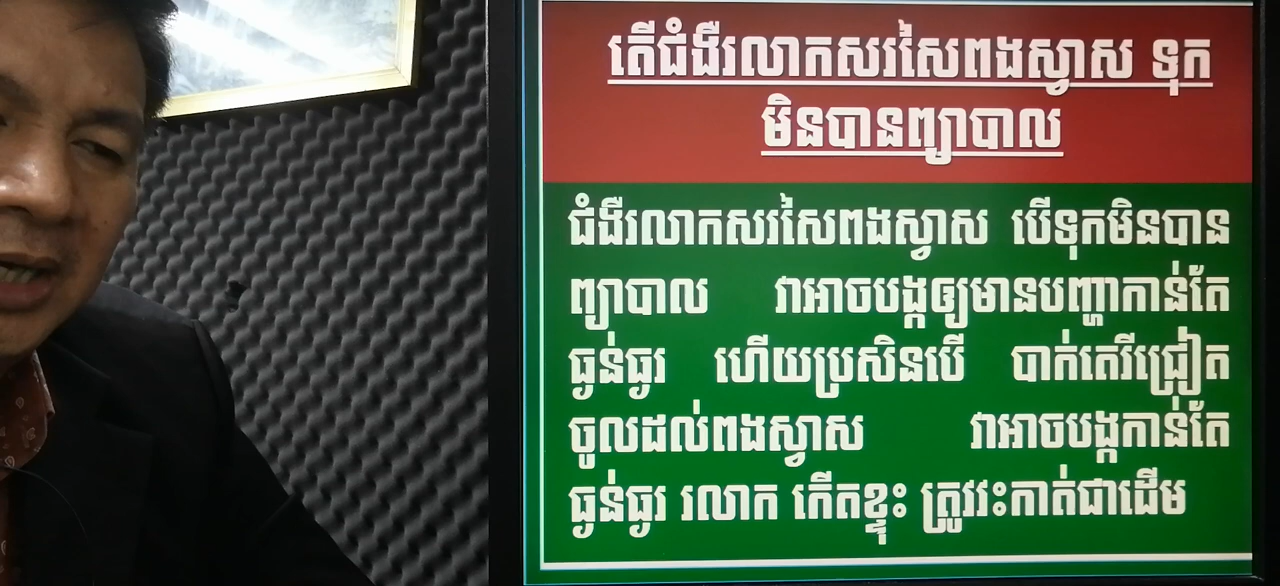 តើជំងឺរលាកសរសៃពងស្វាស ទុក
មិនបានព្យាបាល
ជំងឺរលាកសរសៃពងស្វាស បើទុកមិនបាន
ព្យាបាល វាអាចបង្កឲ្យមានបញ្ហាកាន់តែ
ធ្ងន់ធ្ងរ ហើយប្រសិនបើ បាក់តេរីជ្រៀត
ចូលដល់ពងស្វាស វាអាចបង្កកាន់តែ
ធ្ងន់ធ្ងរ រលាក កើតខ្ទុះ ត្រូវវះកាត់ជាដើម